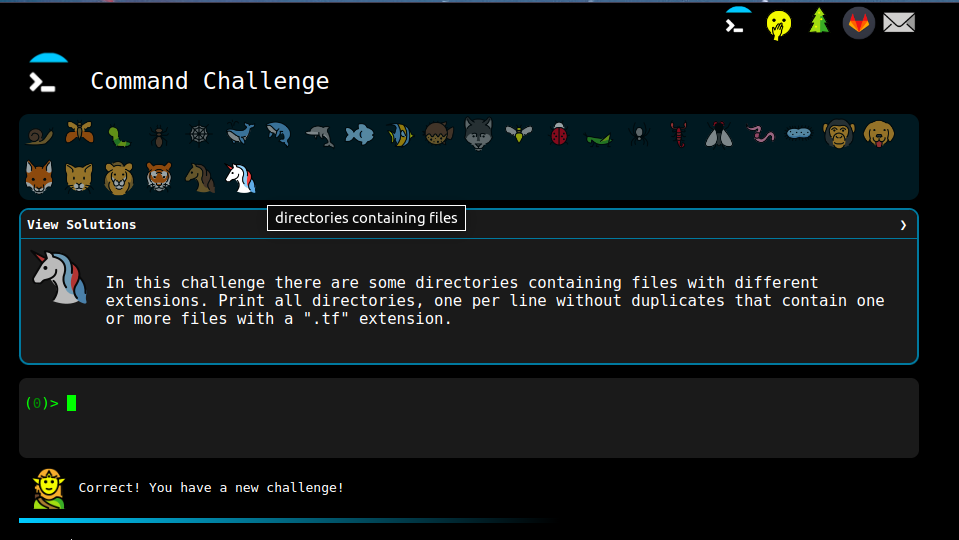 Command Challenge
directories containing files
View Solutions
In this challenge there are some directories containing files with different
extensions. Print all directories, one per line without duplicates that contain one
or more files with a ".tf" extension.
(0)>
Correct! You have a new challenge!